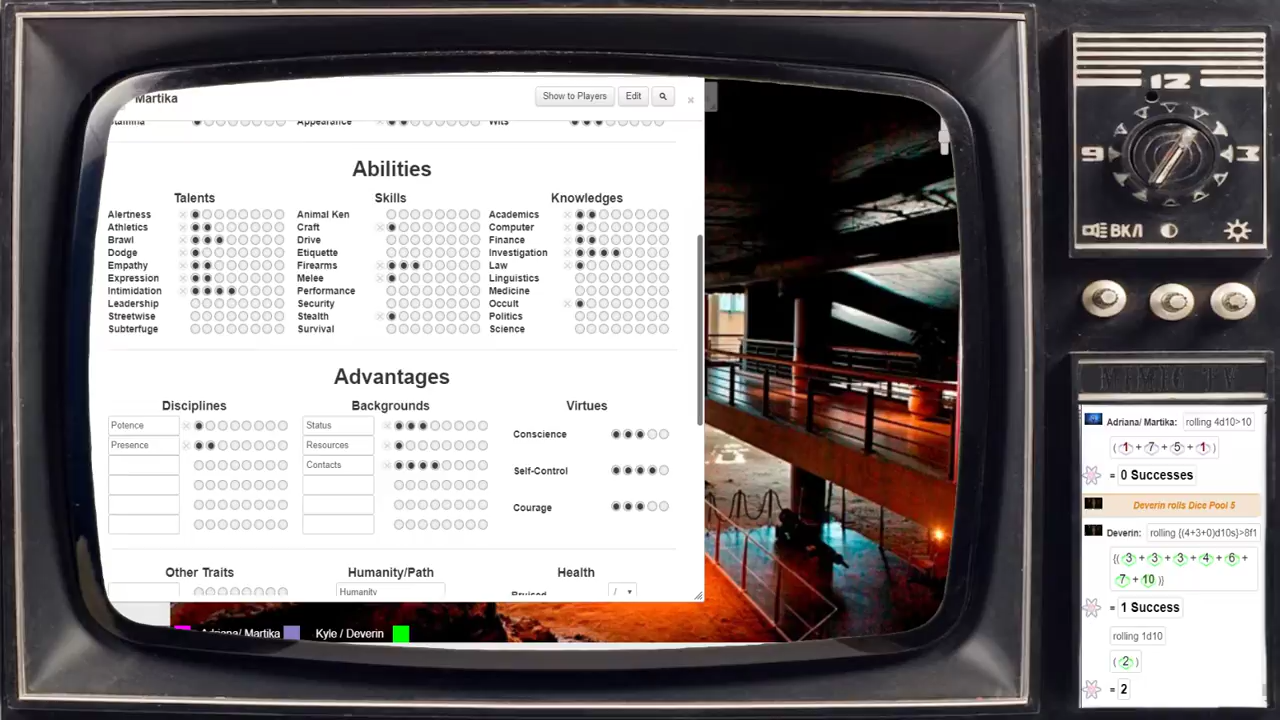 Martika
Show to Players
Edit
×
Stamina
Appearance
Wits
Abilities
Talents
Skills
Knowledges
Alertness
Animal Ken
Academics
Athletics
Craft
Computer
Brawl
Drive
Finance
Dodge
Etiquette
Investigation
Empathy
Firearms
Law
Expression
Melee
Linguistics
Intimidation
Performance
Medicine
Leadership
Security
Occult
Streetwise
Stealth
Politics
Subterfuge
Survival
Science
Advantages
Disciplines
Backgrounds
Virtues
Potence
Status
Conscience
Presence
Resources
Contacts
Self-Control
Courage
Other Traits
Humanity/Path
Health
Humanity
Bruised
/
Adriana/ Martika
Kyle / Deverin
12
9
3
ВКЛ
Adriana/ Martika:
rolling 4d10>10
(1 + 7 + 5 + 1)
= 0 Successes
Deverin rolls Dice Pool 5
Deverin:
rolling {(4+3+0)d10s}>8f1
{(3 + 3 + 3 + 4 + 6 +
7 + 10 )}
= 1 Success
rolling 1d10
(2)
= 2